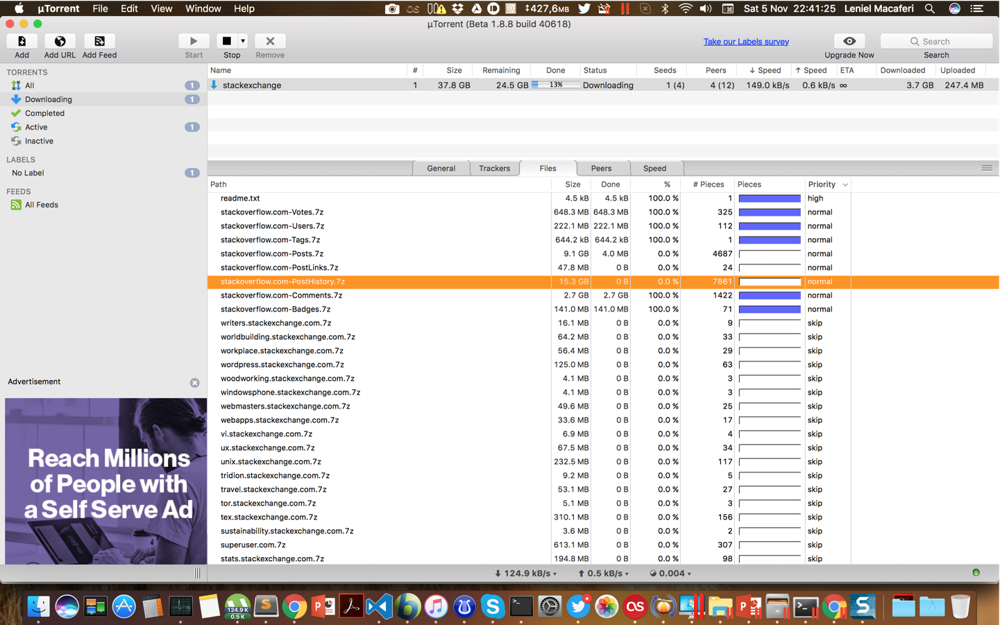 µTorrent File Edit View Window Help 427,6MB Sat 5 Nov 22:41:25 Leniel Macaferi
µTorrent (Beta 1.8.8 build 40618)
Add Add URL Add Feed Start Stop Remove Take our Labels survey Upgrade Now Search Search
TORRENTS
All 1
Downloading 1
Completed
Active 1
Inactive
LABELS
No Label 1
FEEDS
All Feeds
Name # Size Remaining Done Status Seeds Peers ↓ Speed ↑ Speed ETA Downloaded Uploaded
stackexchange 1 37.8 GB 24.5 GB 13% Downloading 1 (4) 4 (12) 149.0 kB/s 0.6 kB/s ∞ 3.7 GB 247.4 MB
General Trackers Files Peers Speed
Path Size Done % # Pieces Pieces Priority
readme.txt 4.5 kB 4.5 kB 100.0 % 1 high
stackoverflow.com-Votes.7z 648.3 MB 648.3 MB 100.0 % 325 normal
stackoverflow.com-Users.7z 222.1 MB 222.1 MB 100.0 % 112 normal
stackoverflow.com-Tags.7z 644.2 kB 644.2 kB 100.0 % 1 normal
stackoverflow.com-Posts.7z 9.1 GB 4.0 MB 0.0 % 4687 normal
stackoverflow.com-PostLinks.7z 47.8 MB 0 B 0.0 % 24 normal
stackoverflow.com-PostHistory.7z 15.3 GB 0 B 0.0 % 7861 normal
stackoverflow.com-Comments.7z 2.7 GB 2.7 GB 100.0 % 1422 normal
stackoverflow.com-Badges.7z 141.0 MB 141.0 MB 100.0 % 71 normal
writers.stackexchange.com.7z 16.1 MB 0 B 0.0 % 9 skip
worldbuilding.stackexchange.com.7z 64.2 MB 0 B 0.0 % 33 skip
workplace.stackexchange.com.7z 56.4 MB 0 B 0.0 % 29 skip
wordpress.stackexchange.com.7z 125.0 MB 0 B 0.0 % 63 skip
woodworking.stackexchange.com.7z 4.1 MB 0 B 0.0 % 3 skip
windowsphone.stackexchange.com.7z 4.1 MB 0 B 0.0 % 3 skip
webmasters.stackexchange.com.7z 49.6 MB 0 B 0.0 % 25 skip
webapps.stackexchange.com.7z 33.6 MB 0 B 0.0 % 17 skip
vi.stackexchange.com.7z 6.9 MB 0 B 0.0 % 4 skip
ux.stackexchange.com.7z 67.5 MB 0 B 0.0 % 34 skip
unix.stackexchange.com.7z 232.5 MB 0 B 0.0 % 117 skip
tridion.stackexchange.com.7z 9.2 MB 0 B 0.0 % 5 skip
travel.stackexchange.com.7z 53.1 MB 0 B 0.0 % 27 skip
tor.stackexchange.com.7z 5.1 MB 0 B 0.0 % 3 skip
tex.stackexchange.com.7z 310.1 MB 0 B 0.0 % 156 skip
sustainability.stackexchange.com.7z 3.6 MB 0 B 0.0 % 2 skip
superuser.com.7z 613.1 MB 0 B 0.0 % 307 skip
stats.stackexchange.com.7z 194.8 MB 0 B 0.0 % 98 skip
Advertisement
Reach Millions
of People with
a Self Serve Ad
124.9 kB/s 0.5 kB/s 0.004
124.9 K
0.5 K